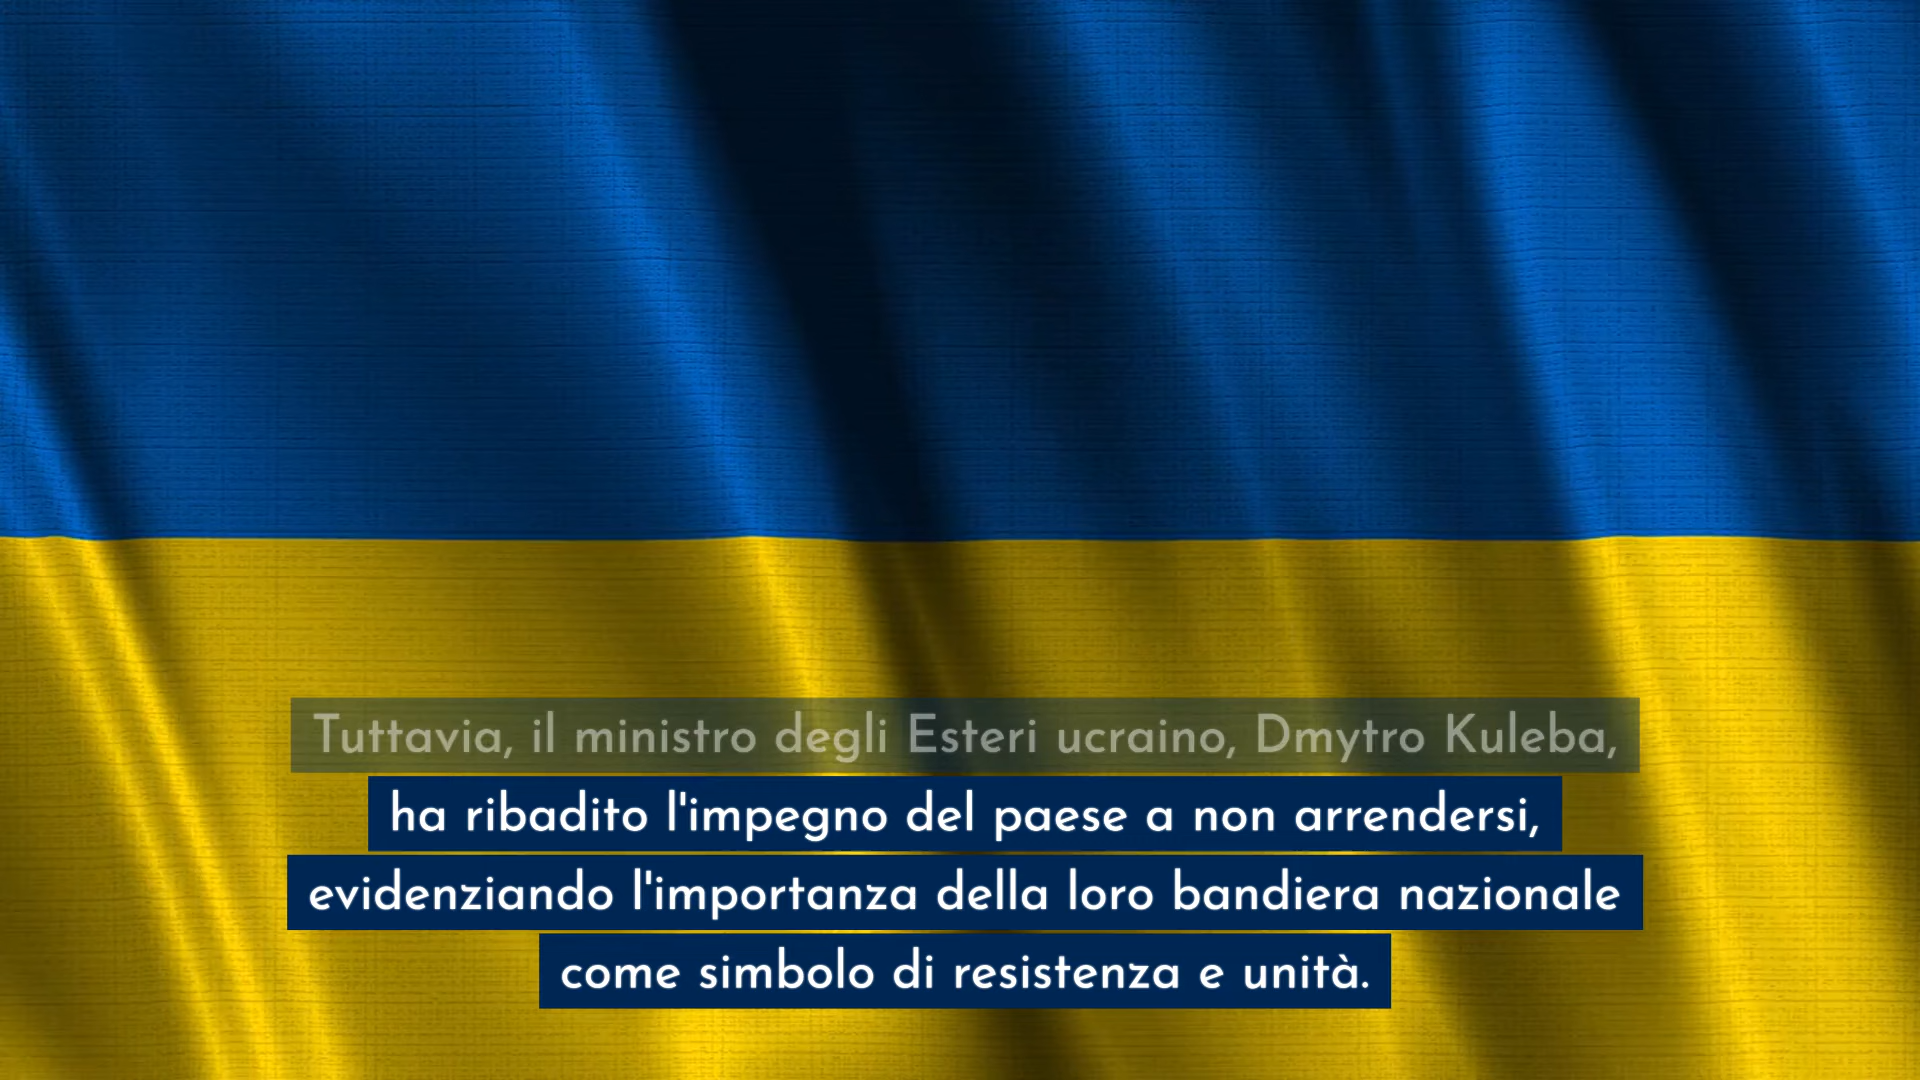 Tuttavia, il ministro degli Esteri ucraino, Dmytro Kuleba,
ha ribadito l'impegno del paese a non arrendersi,
evidenziando l'importanza della loro bandiera nazionale
come simbolo di resistenza e unità.